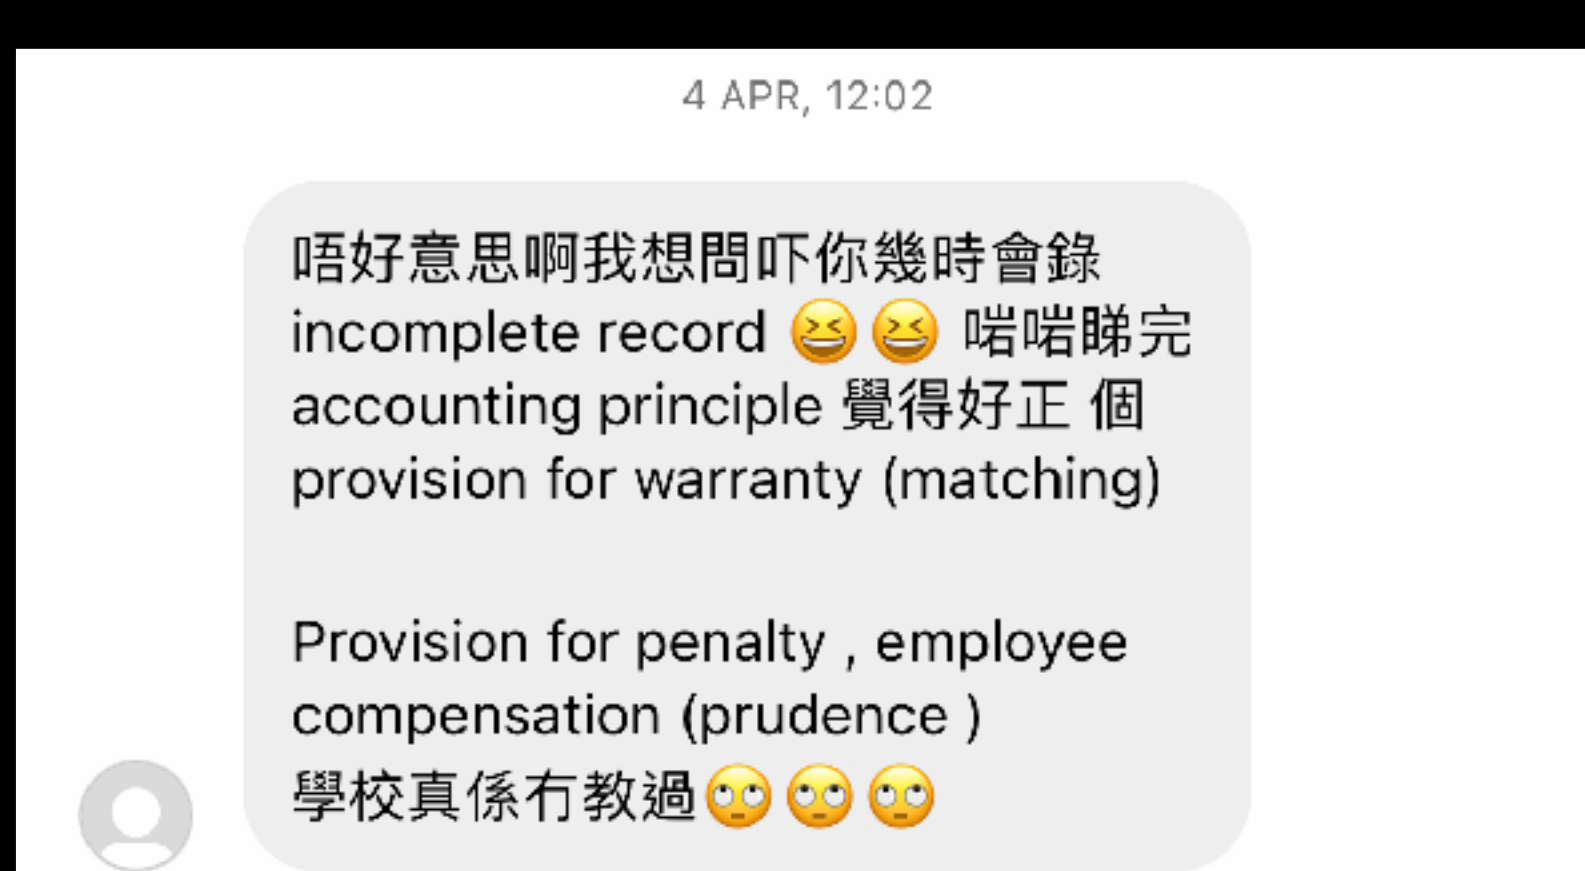 4 APR, 12:02
唔好意思啊我想問吓你幾時會錄
incomplete record 😆😆 啱啱睇完
accounting principle 覺得好正 個
provision for warranty (matching)
Provision for penalty , employee
compensation (prudence )
學校真係冇教過🙄🙄🙄